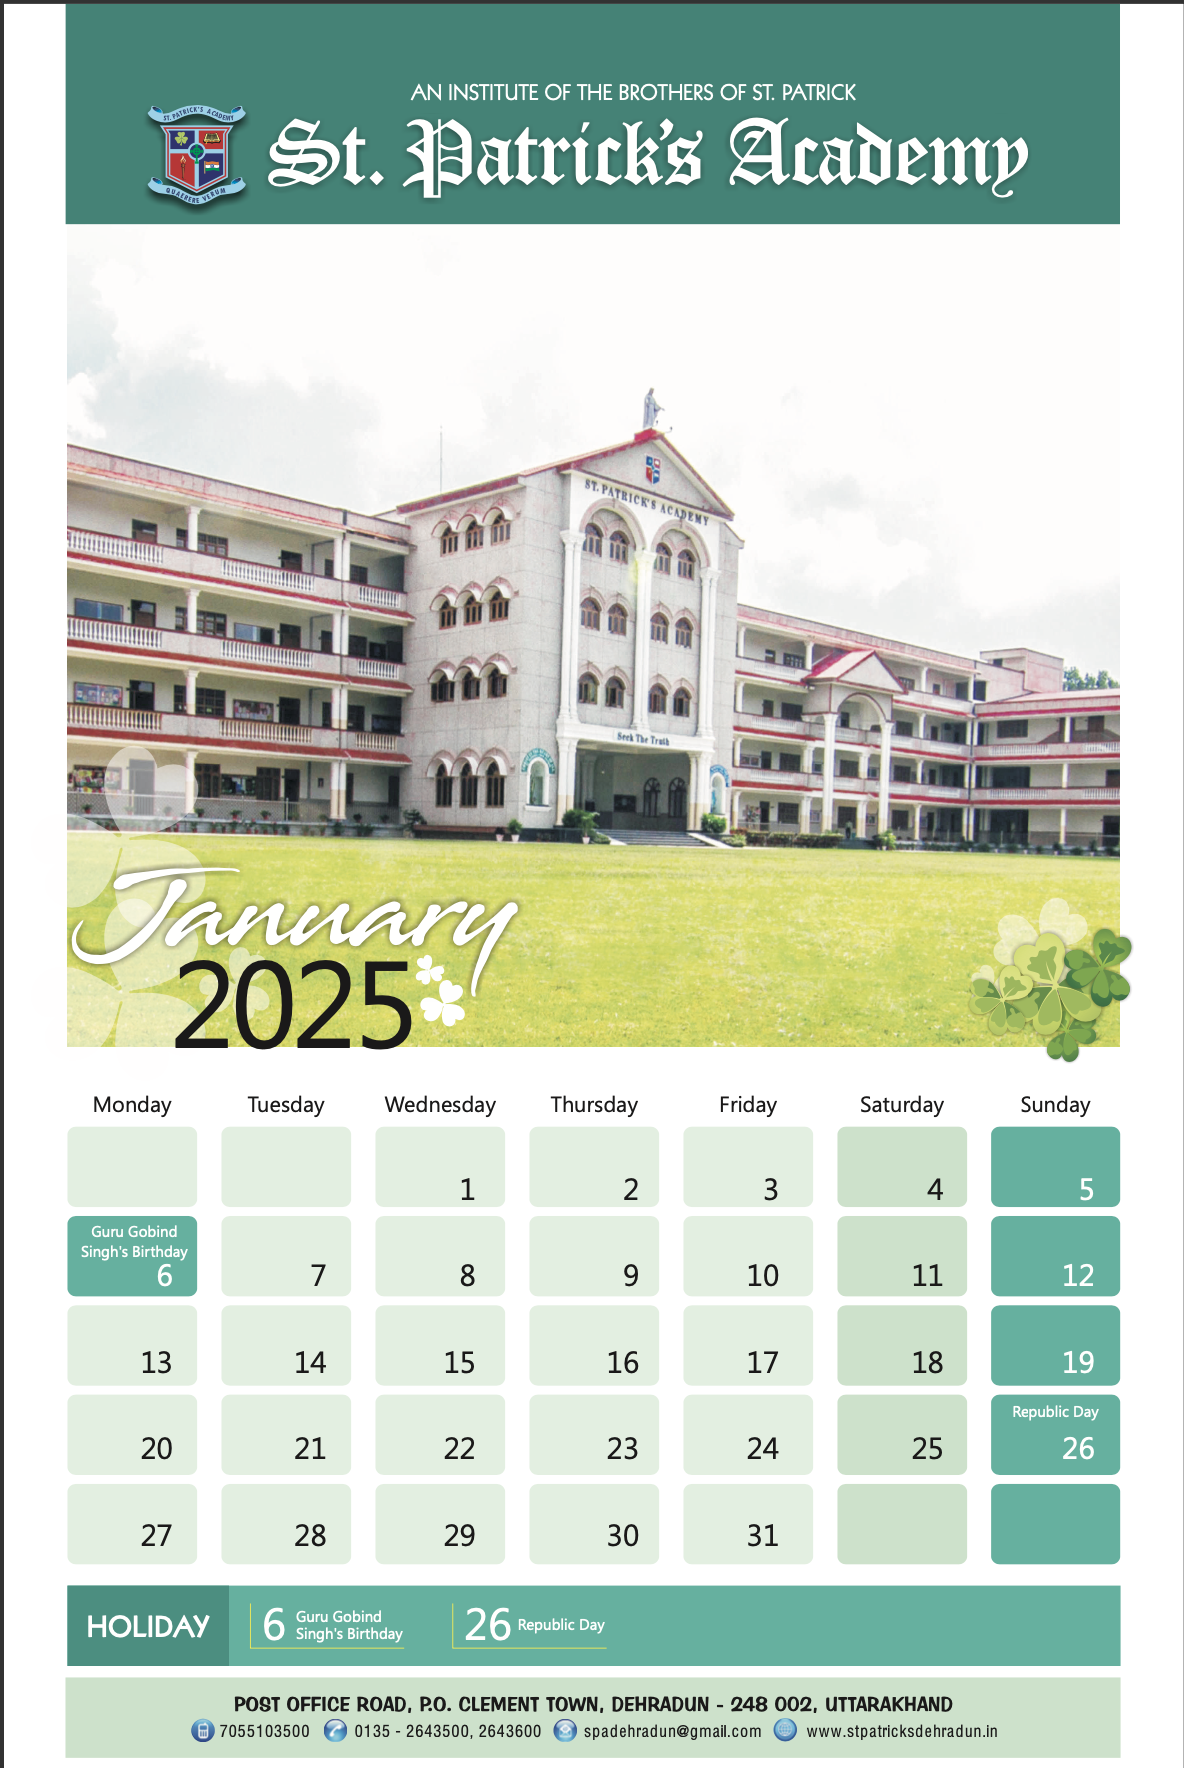 AN INSTITUTE OF THE BROTHERS OF ST. PATRICK
ST. PATRICK'S ACADEMY
QUAERERE VERUM
St. Patrick's Academy
ST. PATRICK'S ACADEMY
Seek The Truth
January
2025
Monday Tuesday Wednesday Thursday Friday Saturday Sunday
1 2 3 4 5
Guru Gobind
Singh's Birthday
6 7 8 9 10 11 12
13 14 15 16 17 18 19
Republic Day
20 21 22 23 24 25 26
27 28 29 30 31
HOLIDAY
6 Guru Gobind
Singh's Birthday
26 Republic Day
POST OFFICE ROAD, P.O. CLEMENT TOWN, DEHRADUN - 248 002, UTTARAKHAND
7055103500 0135 - 2643500, 2643600 spadehradun@gmail.com www.stpatricksdehradun.in